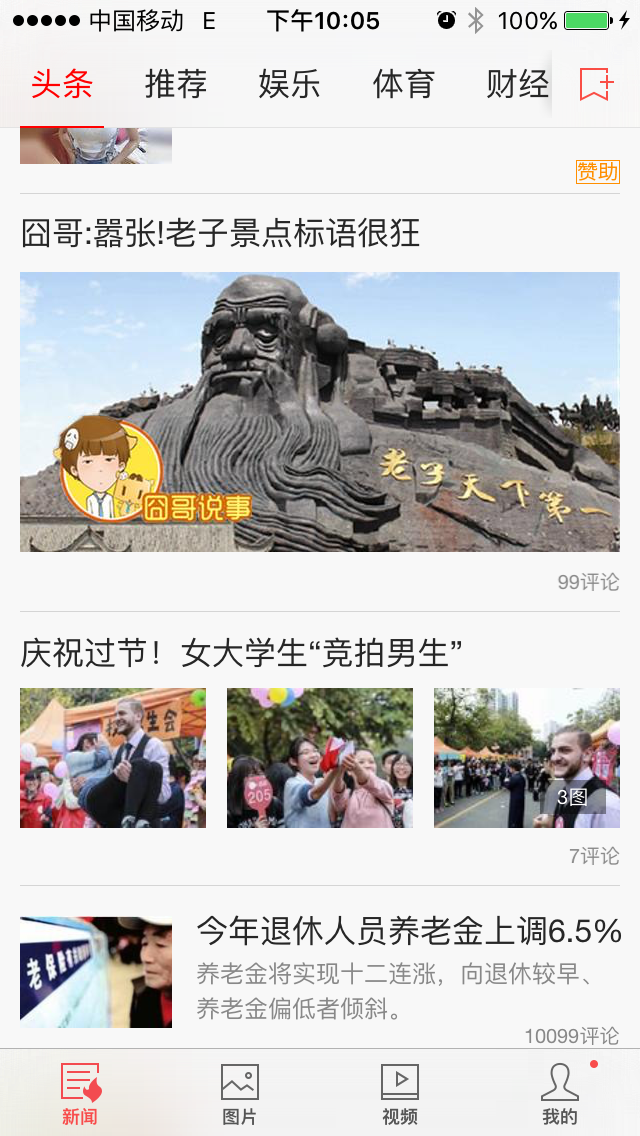 中国移动 E 下午10:05 100%
头条 推荐 娱乐 体育 财经
赞助
囧哥:嚣张!老子景点标语很狂
老子天下第一
囧哥说事
99评论
庆祝过节！女大学生“竞拍男生”
205
3图
7评论
今年退休人员养老金上调6.5%
养老金将实现十二连涨，向退休较早、
养老金偏低者倾斜。
10099评论
新闻 图片 视频 我的